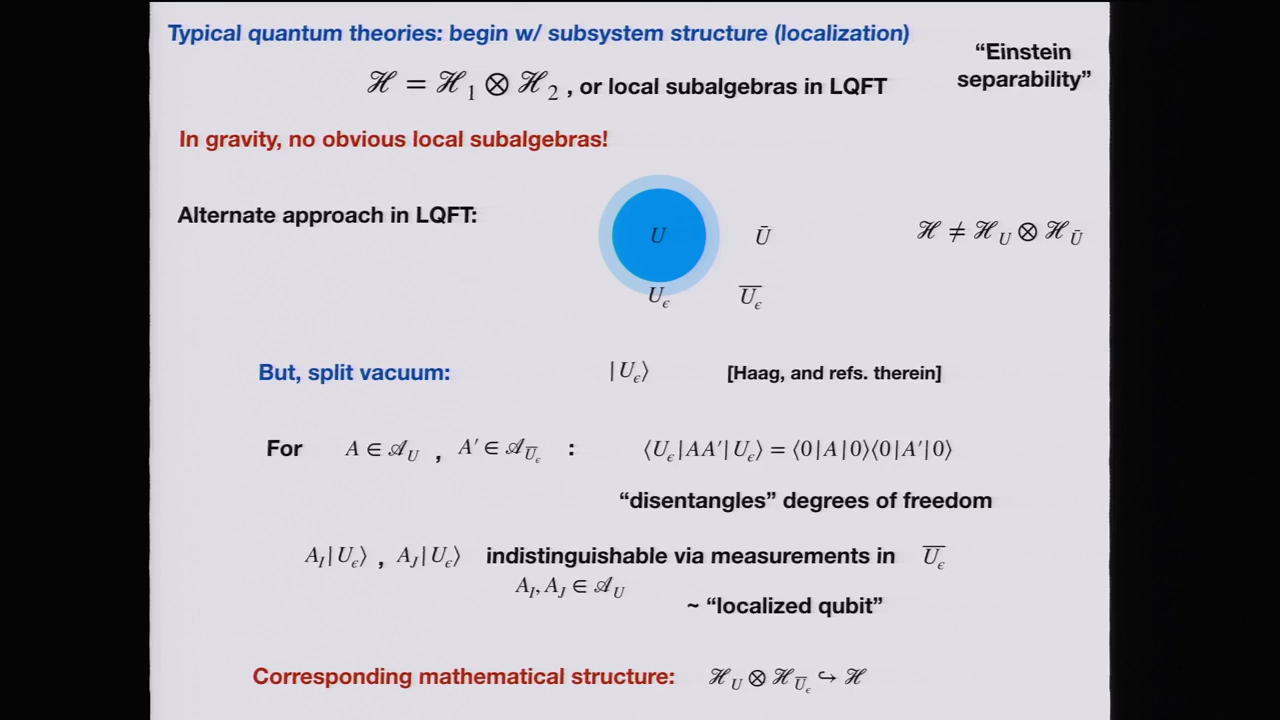 Typical quantum theories: begin w/ subsystem structure (localization)
“Einstein
separability”
ℋ = ℋ₁ ⊗ ℋ₂ , or local subalgebras in LQFT
In gravity, no obvious local subalgebras!
Alternate approach in LQFT:
U Ū ℋ ≠ ℋ_U ⊗ ℋ_Ū
U_ϵ \overline{U_ϵ}
But, split vacuum: |U_ϵ⟩ [Haag, and refs. therein]
For A ∈ 𝒜_U , A′ ∈ 𝒜_{\overline{U}_ϵ} : ⟨U_ϵ|AA′|U_ϵ⟩ = ⟨0|A|0⟩⟨0|A′|0⟩
“disentangles” degrees of freedom
A_I|U_ϵ⟩ , A_J|U_ϵ⟩ indistinguishable via measurements in \overline{U_ϵ}
A_I, A_J ∈ 𝒜_U
~ “localized qubit”
Corresponding mathematical structure: ℋ_U ⊗ ℋ_{\overline{U}_ϵ} ↪ ℋ